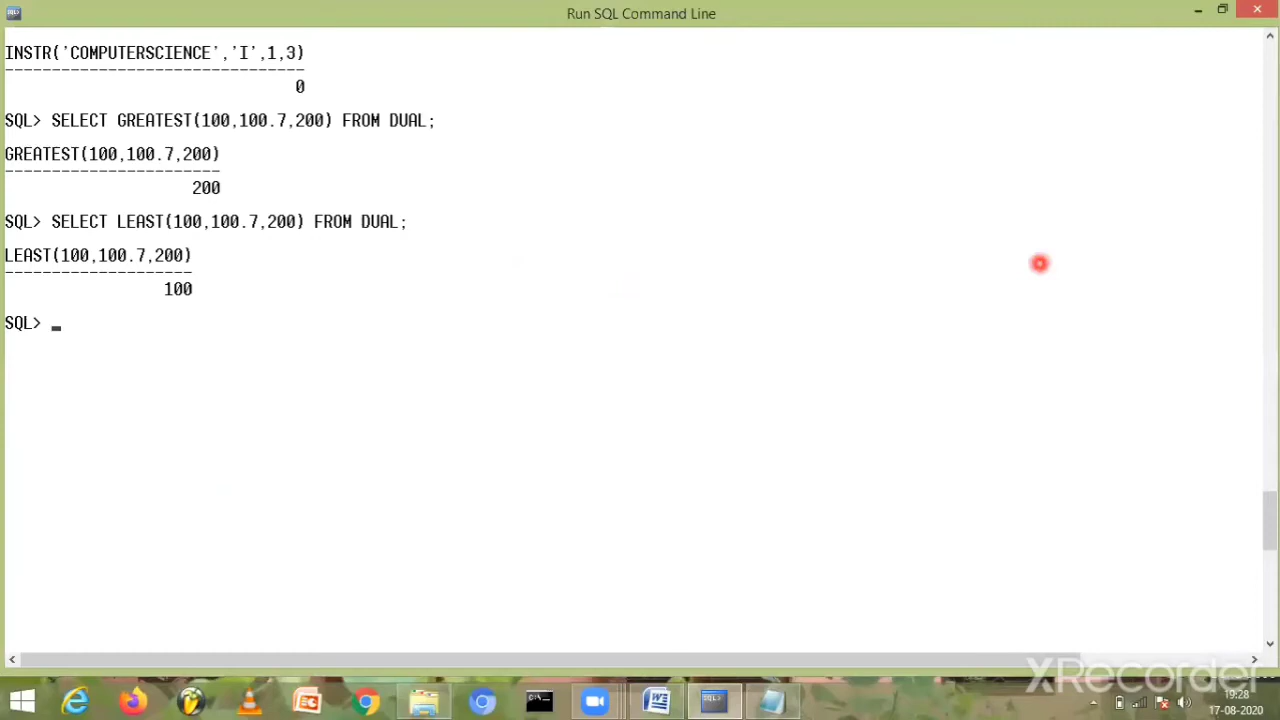 Run SQL Command Line
INSTR('COMPUTERSCIENCE','I',1,3)
--------------------------------
0
SQL> SELECT GREATEST(100,100.7,200) FROM DUAL;
GREATEST(100,100.7,200)
-----------------------
200
SQL> SELECT LEAST(100,100.7,200) FROM DUAL;
LEAST(100,100.7,200)
--------------------
100
SQL> _
XRecorder
19:28
17-08-2020